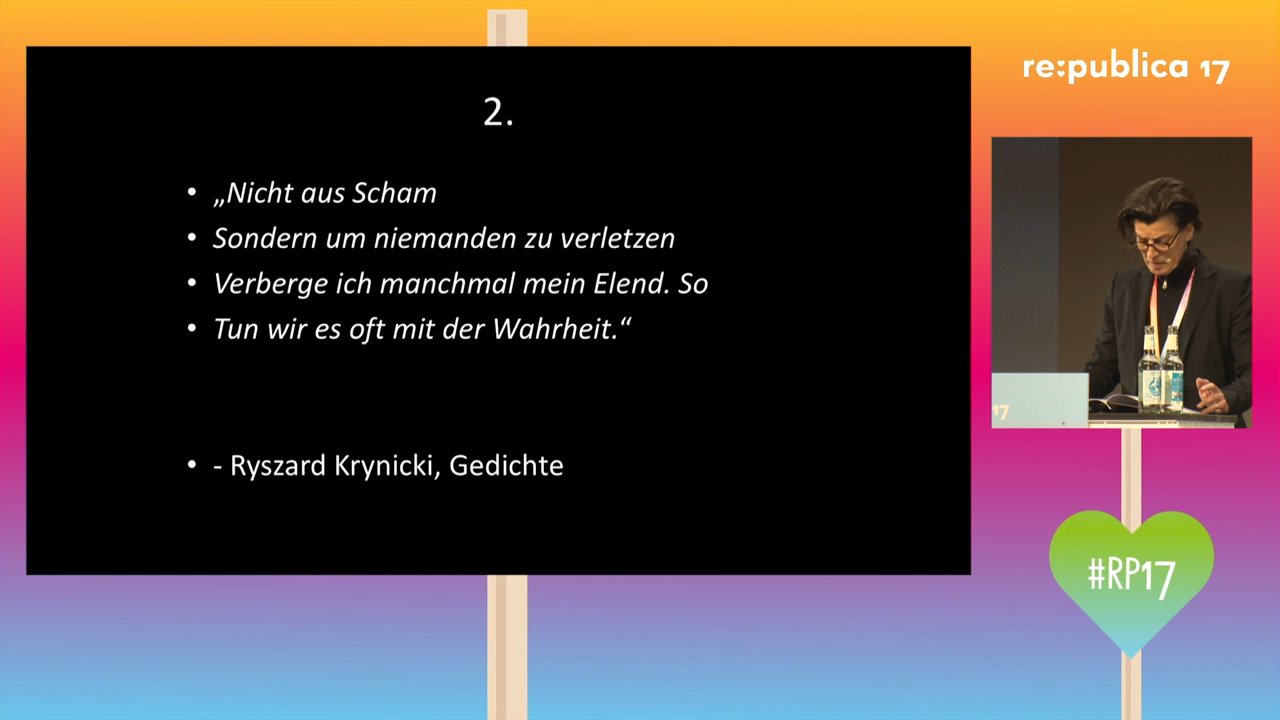 re:publica 17
2.
• „Nicht aus Scham
• Sondern um niemanden zu verletzen
• Verberge ich manchmal mein Elend. So
• Tun wir es oft mit der Wahrheit.“
• - Ryszard Krynicki, Gedichte
17
#RP17